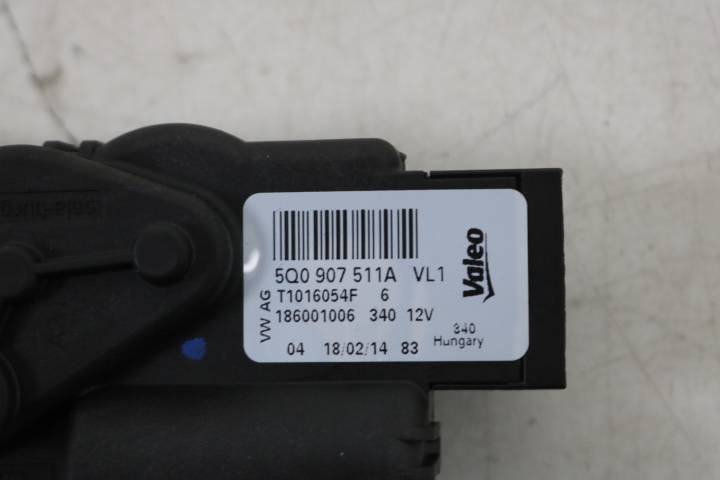 5Q0 907 511A VL1
T1016054F 6
186001006 340 12V
04 18/02/14 83
VW AG
Valeo
340
Hungary